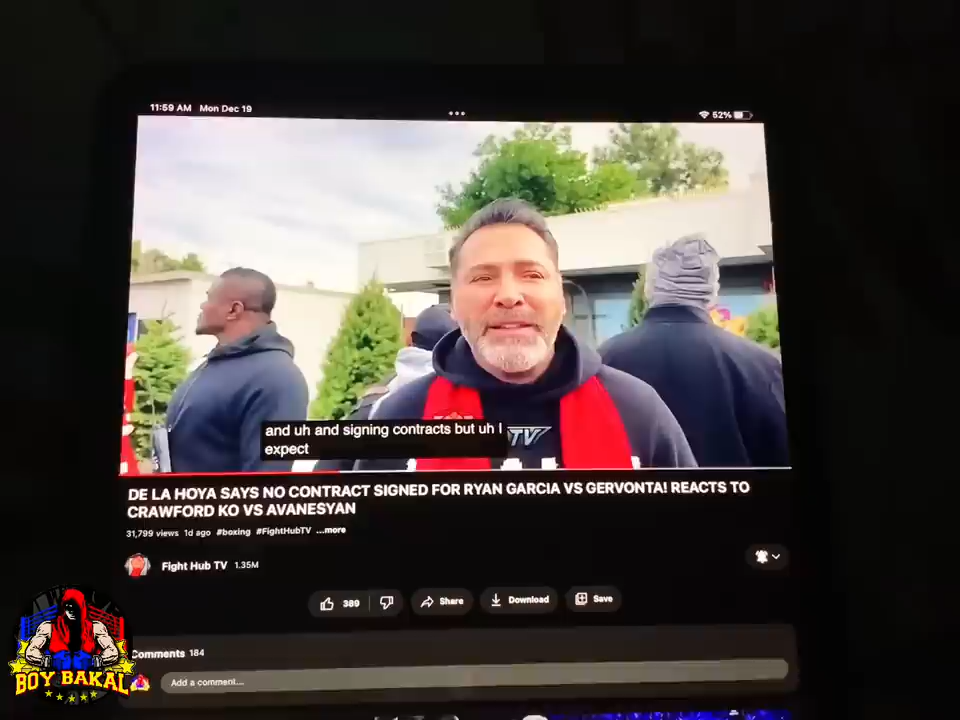 11:59 AM Mon Dec 19
52%
and uh and signing contracts but uh I
expect
TV
DE LA HOYA SAYS NO CONTRACT SIGNED FOR RYAN GARCIA VS GERVONTA! REACTS TO
CRAWFORD KO VS AVANESYAN
31,799 views 1d ago #boxing #FightHubTV ...more
Fight Hub TV 1.35M
389
Share
Download
Save
Comments 184
Add a comment...
BOY BAKAL